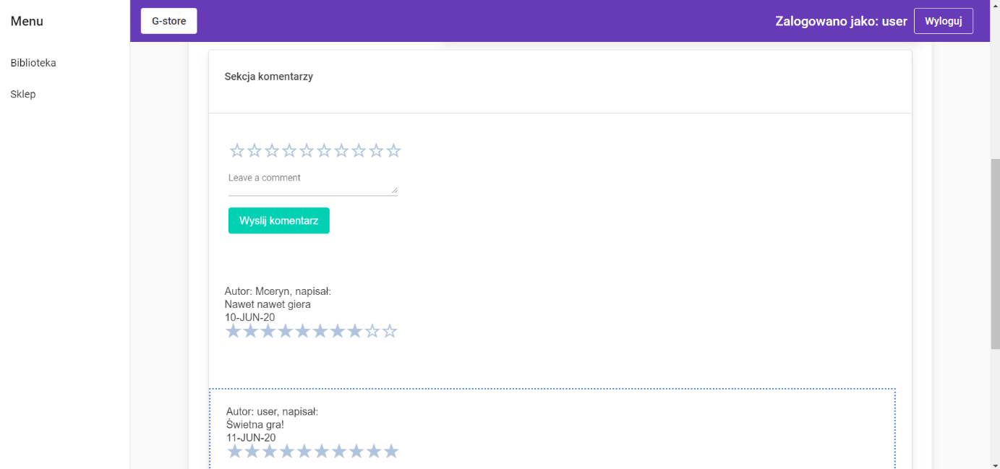 Menu
G-store
Zalogowano jako: user
Wyloguj
Biblioteka
Sklep
Sekcja komentarzy
Leave a comment
Wyslij komentarz
Autor: Mceryn, napisał:
Nawet nawet giera
10-JUN-20
Autor: user, napisał:
Świetna gra!
11-JUN-20